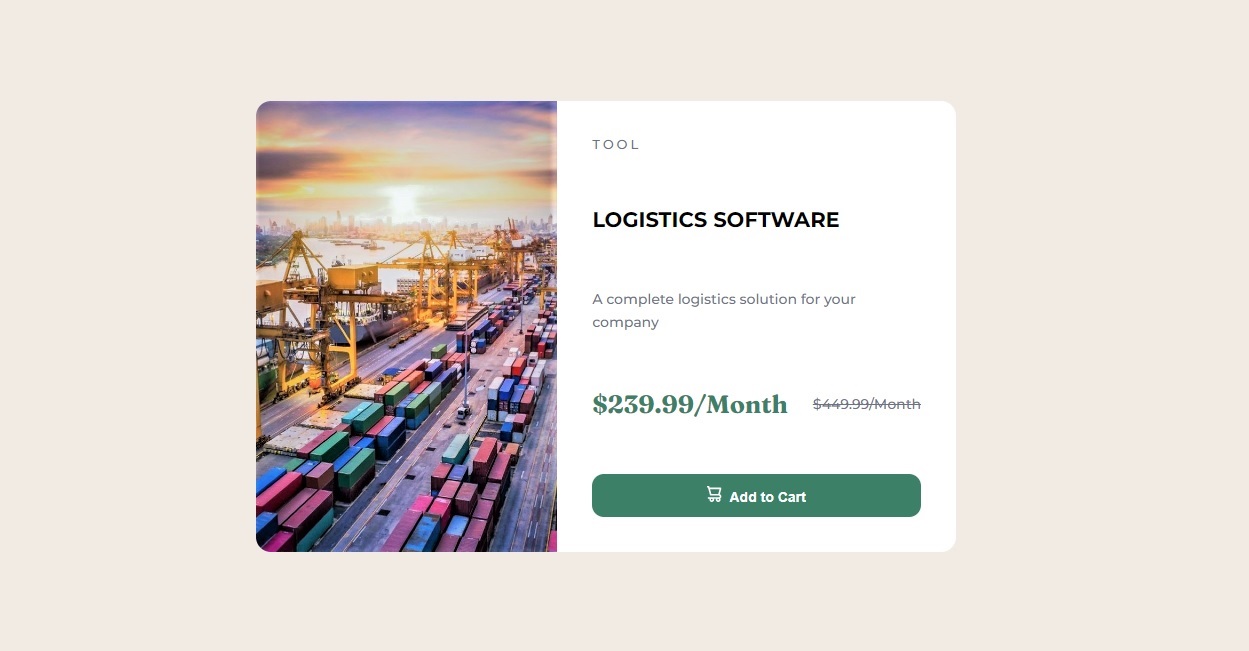 TOOL
LOGISTICS SOFTWARE
A complete logistics solution for your
company
$239.99/Month $449.99/Month
Add to Cart